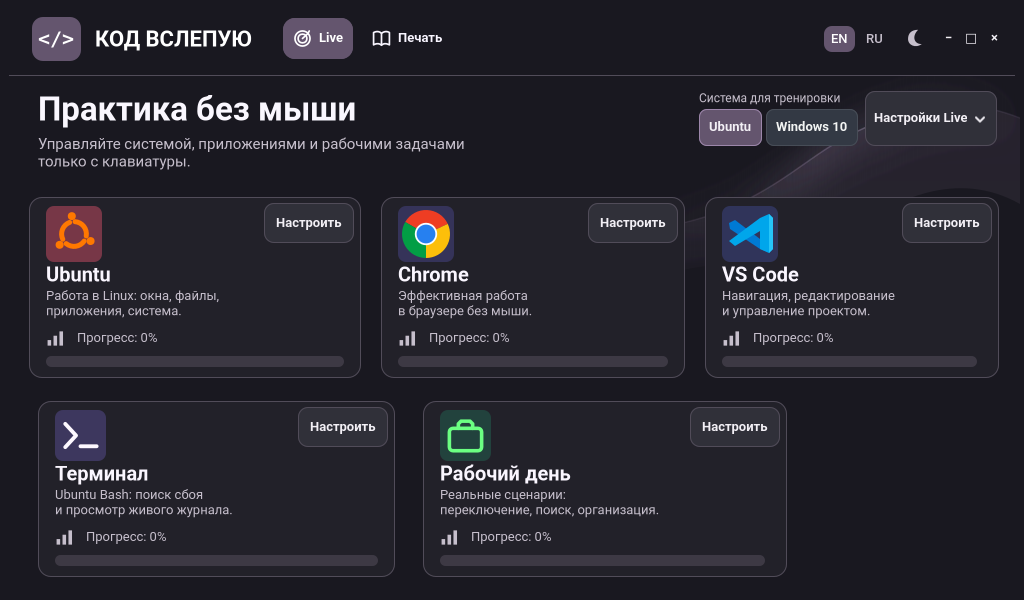 </> КОД ВСЛЕПУЮ Live Печать EN RU
Практика без мыши
Управляйте системой, приложениями и рабочими задачами
только с клавиатуры.
Система для тренировки
Ubuntu Windows 10 Настройки Live
Настроить
Ubuntu
Работа в Linux: окна, файлы,
приложения, система.
Прогресс: 0%
Настроить
Chrome
Эффективная работа
в браузере без мыши.
Прогресс: 0%
Настроить
VS Code
Навигация, редактирование
и управление проектом.
Прогресс: 0%
Настроить
Терминал
Ubuntu Bash: поиск сбоя
и просмотр живого журнала.
Прогресс: 0%
Настроить
Рабочий день
Реальные сценарии:
переключение, поиск, организация.
Прогресс: 0%